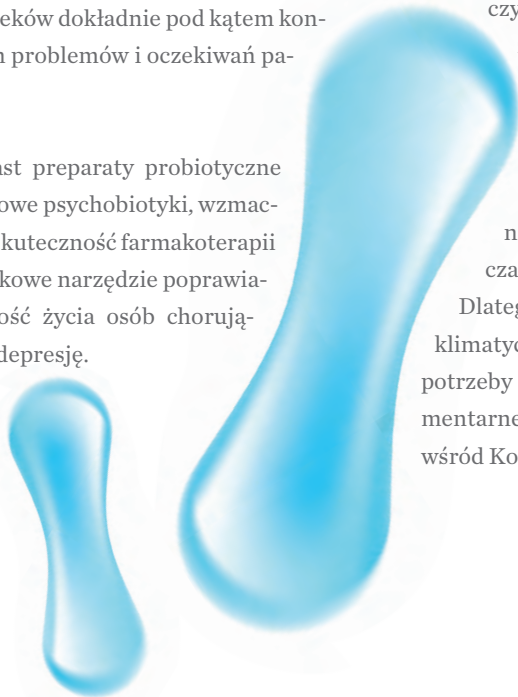 eków dokładnie pod kątem kon-
problemów i oczekiwań pa-
st preparaty probiotyczne
owe psychobiotyki, wzmac-
kuteczność farmakoterapii
kowe narzędzie poprawia-
ość życia osób chorują-
depresję.
czy
n
cza
Dlateg
klimatyc
potrzeby
mentarne
wśród Ko